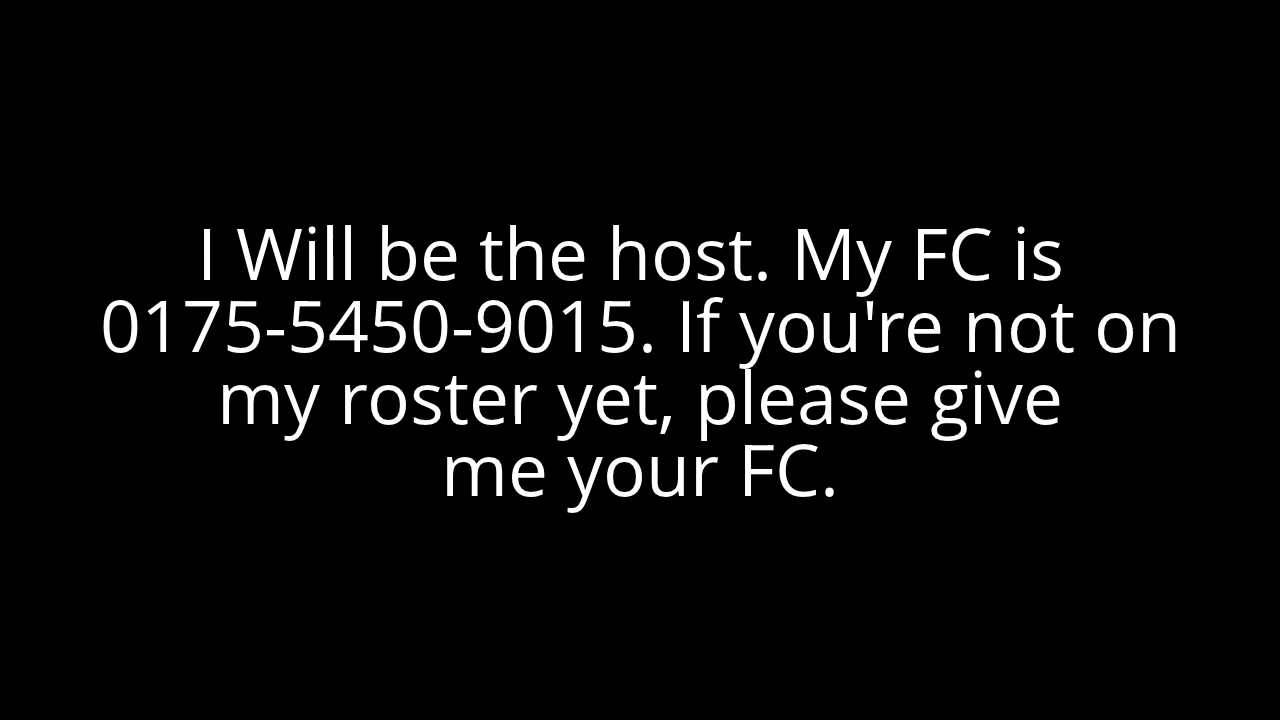 I Will be the host. My FC is
0175-5450-9015. If you're not on
my roster yet, please give
me your FC.